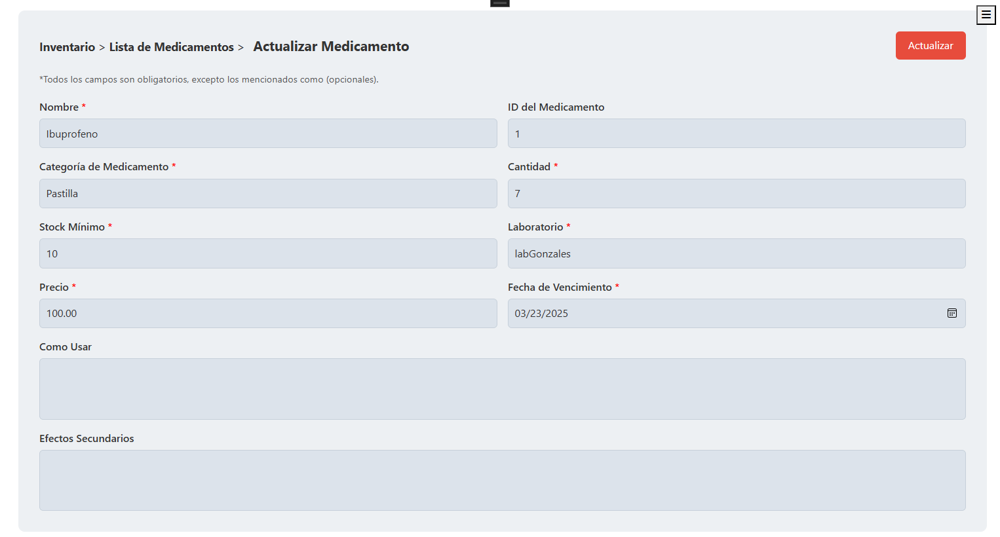 Inventario > Lista de Medicamentos > Actualizar Medicamento
Actualizar
*Todos los campos son obligatorios, excepto los mencionados como (opcionales).
Nombre *
Ibuprofeno
ID del Medicamento
1
Categoría de Medicamento *
Pastilla
Cantidad *
7
Stock Mínimo *
10
Laboratorio *
labGonzales
Precio *
100.00
Fecha de Vencimiento *
03/23/2025
Como Usar
Efectos Secundarios